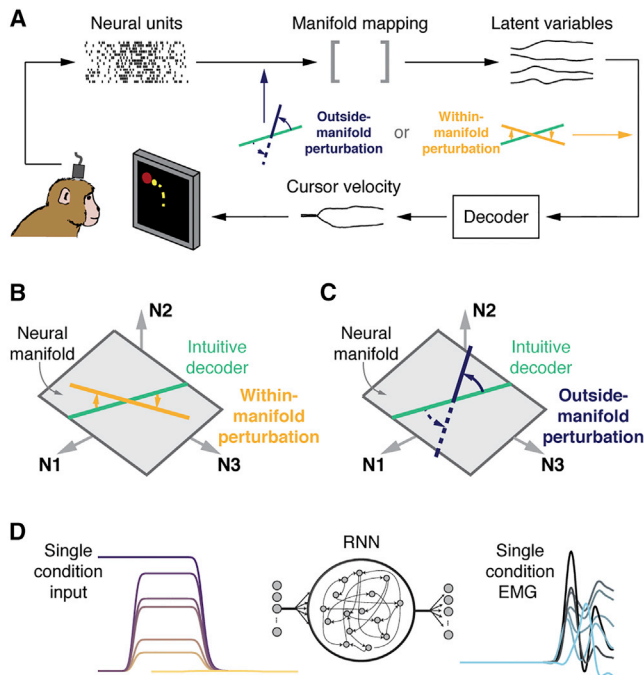 A
Neural units
Manifold mapping
Latent variables
[ ]
Outside-
manifold
perturbation
or
Within-
manifold
perturbation
Cursor velocity
Decoder
B
N2
Neural
manifold
Intuitive
decoder
Within-
manifold
perturbation
N1
N3
C
N2
Neural
manifold
Intuitive
decoder
Outside-
manifold
perturbation
N1
N3
D
Single
condition
input
RNN
Single
condition
EMG